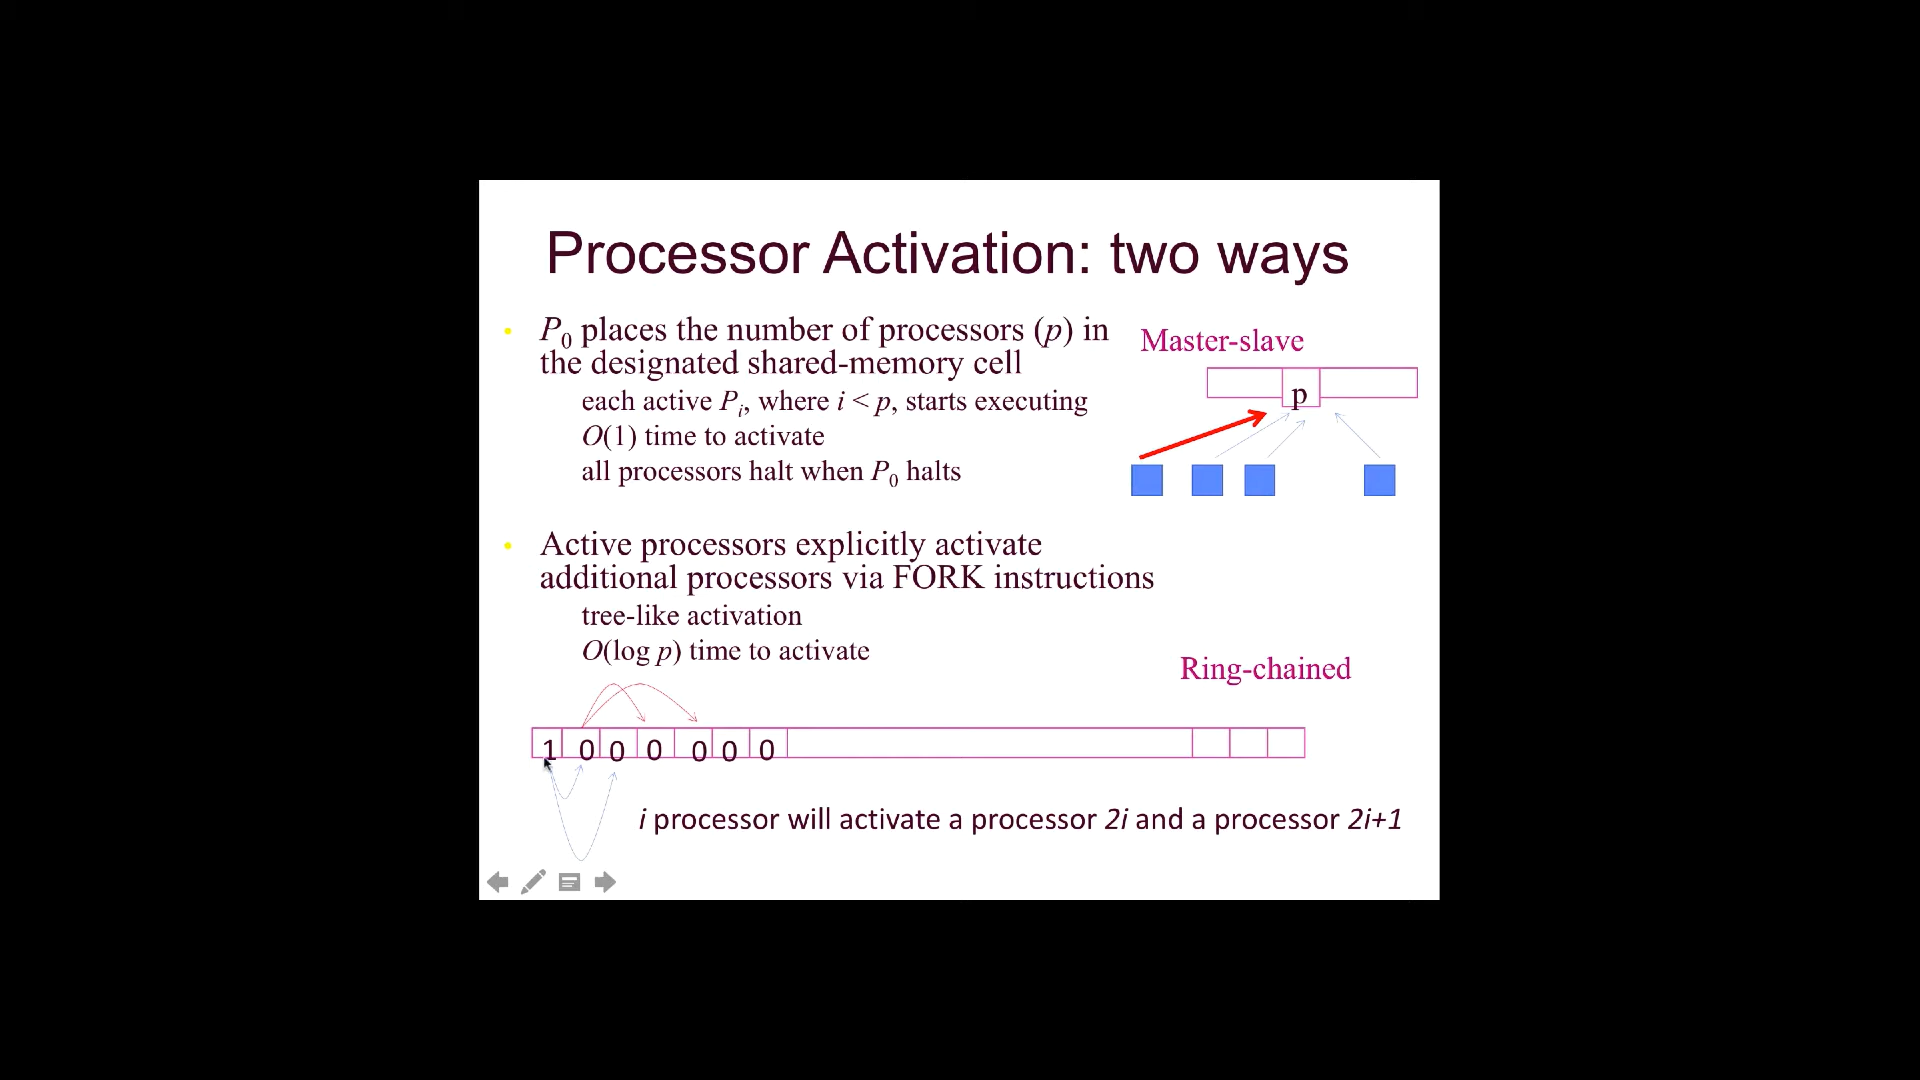 Processor Activation: two ways
• P0 places the number of processors (p) in
the designated shared-memory cell
each active Pi, where i < p, starts executing
O(1) time to activate
all processors halt when P0 halts
Master-slave
p
• Active processors explicitly activate
additional processors via FORK instructions
tree-like activation
O(log p) time to activate
Ring-chained
1 0 0 0 0 0 0
i processor will activate a processor 2i and a processor 2i+1